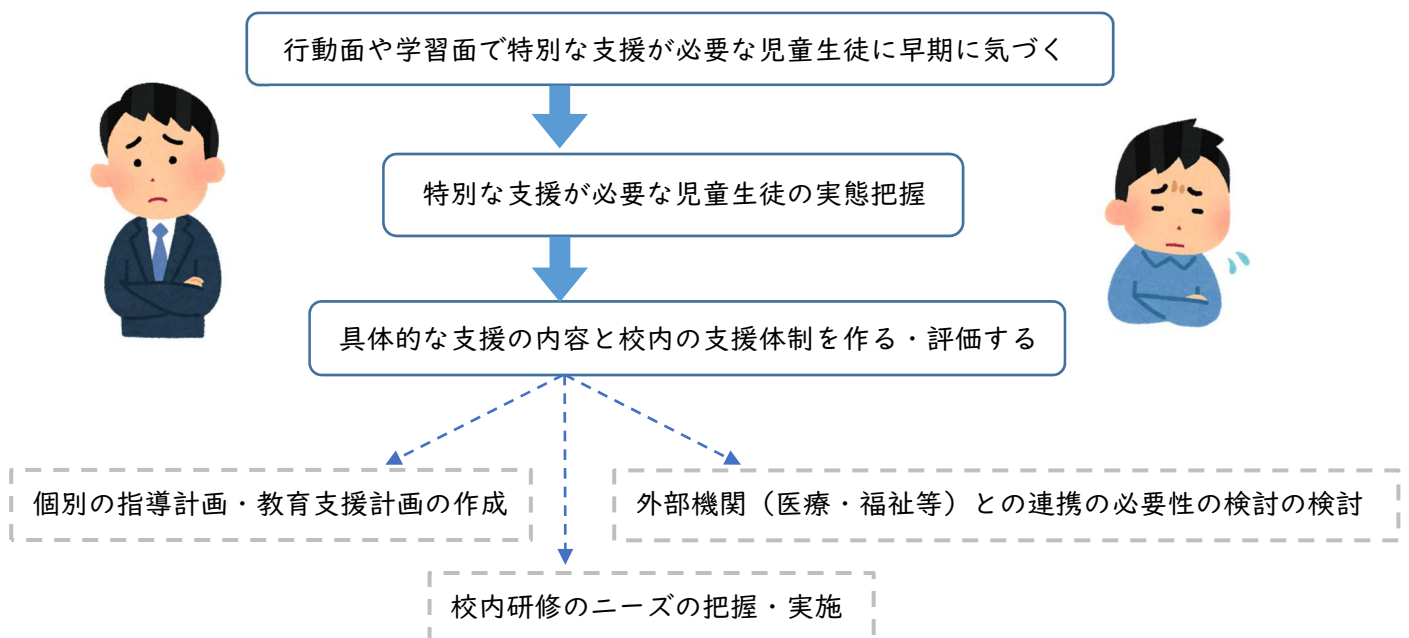 行動面や学習面で特別な支援が必要な児童生徒に早期に気づく
特別な支援が必要な児童生徒の実態把握
具体的な支援の内容と校内の支援体制を作る・評価する
個別の指導計画・教育支援計画の作成
外部機関（医療・福祉等）との連携の必要性の検討の検討
校内研修のニーズの把握・実施